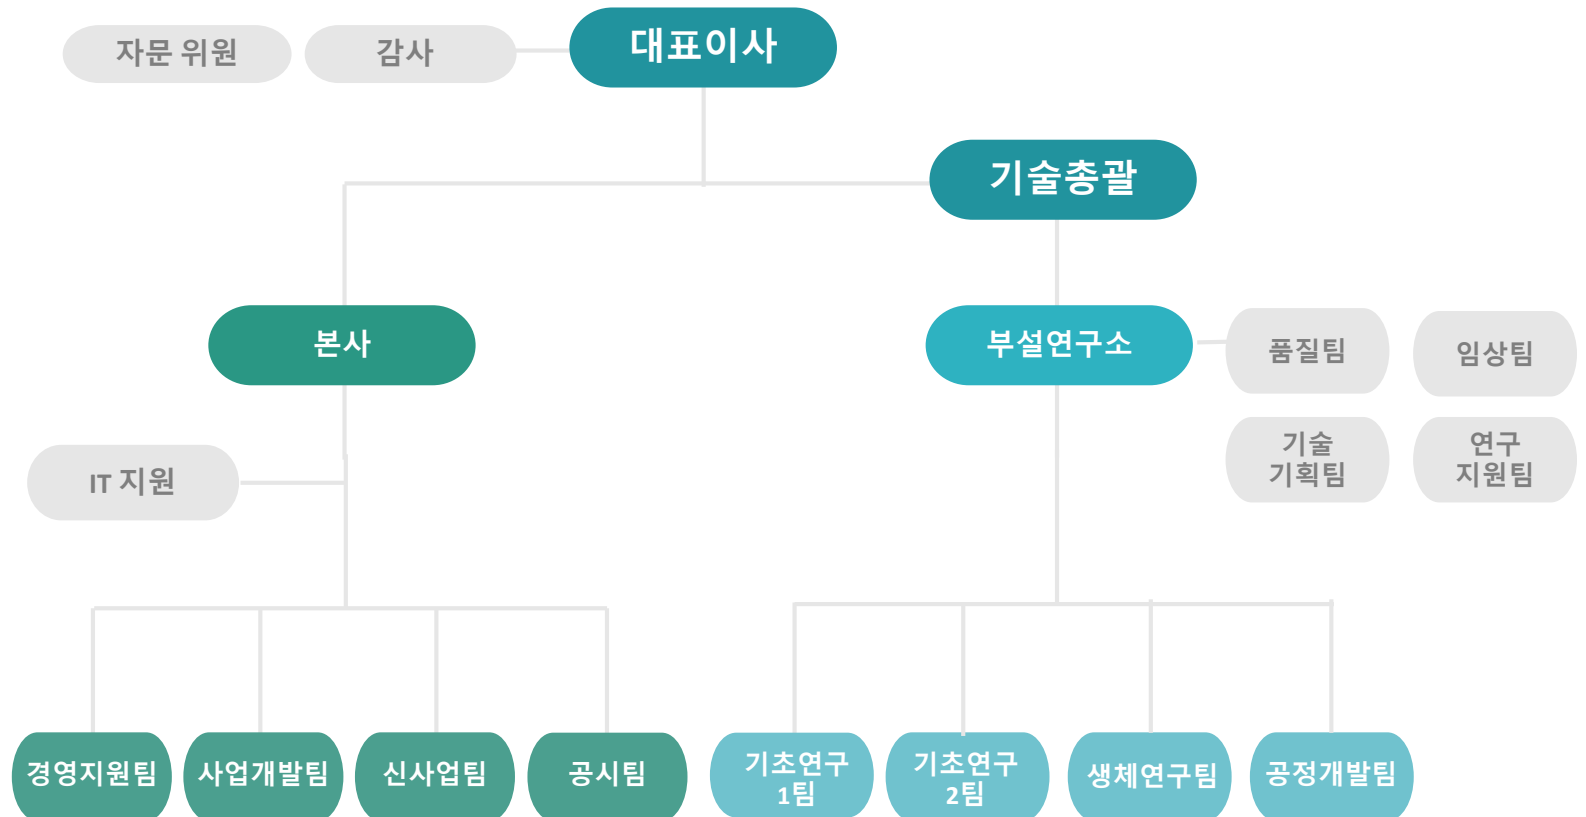 자문 위원
감사
대표이사
기술총괄
본사
부설연구소
품질팀
임상팀
기술
기획팀
연구
지원팀
IT 지원
경영지원팀
사업개발팀
신사업팀
공시팀
기초연구
1팀
기초연구
2팀
생체연구팀
공정개발팀